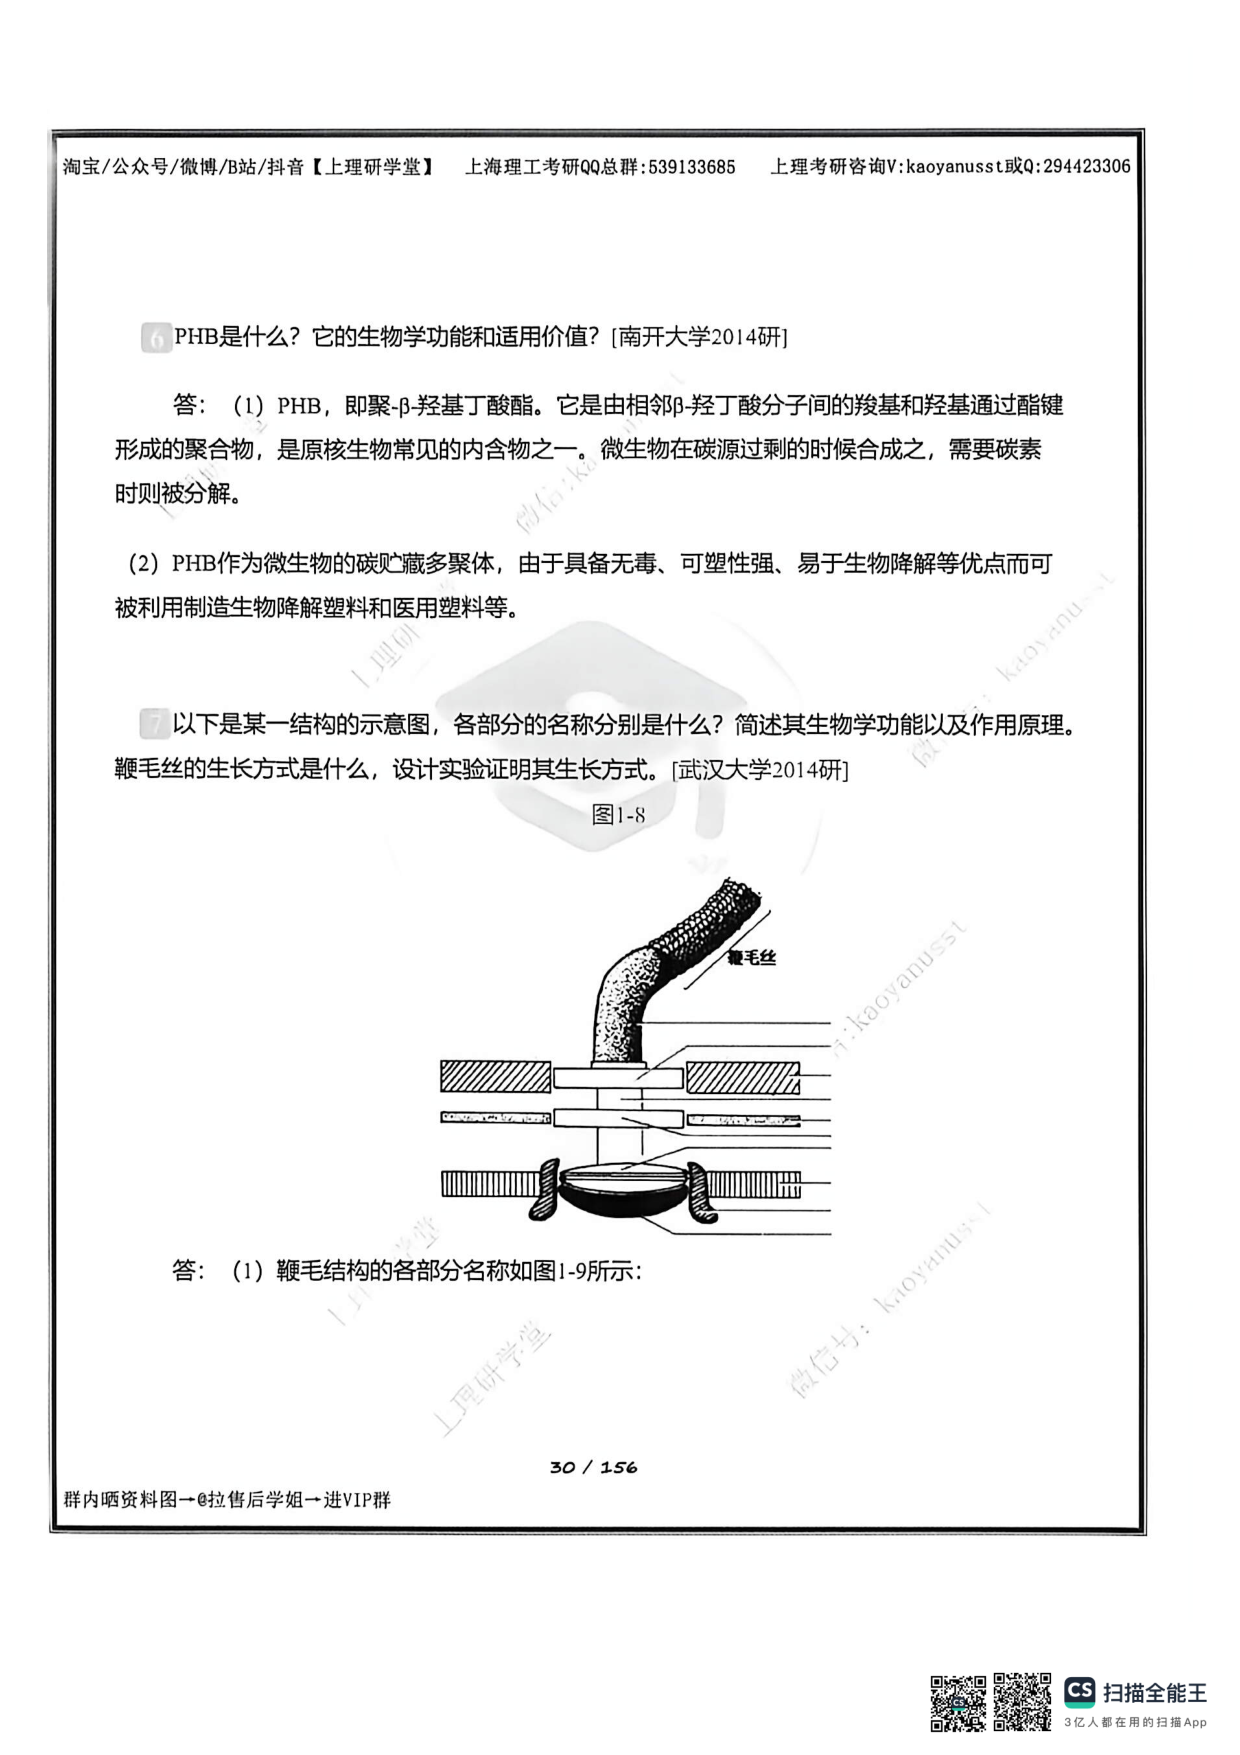 淘宝/公众号/微博/B站/抖音【上理研学堂】 上海理工考研QQ总群:539133685 上理考研咨询V:kaoyanusst或Q:294423306
6 PHB是什么？它的生物学功能和适用价值？[南开大学2014研]
答：（1）PHB，即聚-β-羟基丁酸酯。它是由相邻β-羟丁酸分子间的羧基和羟基通过酯键
形成的聚合物，是原核生物常见的内含物之一。微生物在碳源过剩的时候合成之，需要碳素
时则被分解。
（2）PHB作为微生物的碳贮藏多聚体，由于具备无毒、可塑性强、易于生物降解等优点而可
被利用制造生物降解塑料和医用塑料等。
7 以下是某一结构的示意图，各部分的名称分别是什么？简述其生物学功能以及作用原理。
鞭毛丝的生长方式是什么，设计实验证明其生长方式。[武汉大学2014研]
图1-8
鞭毛丝
:kaoyanusst
答：（1）鞭毛结构的各部分名称如图1-9所示：
上理研学堂
微信号：kaoyanusst
30 / 156
群内晒资料图→@拉售后学姐→进VIP群
CS 扫描全能王
3亿人都在用的扫描App